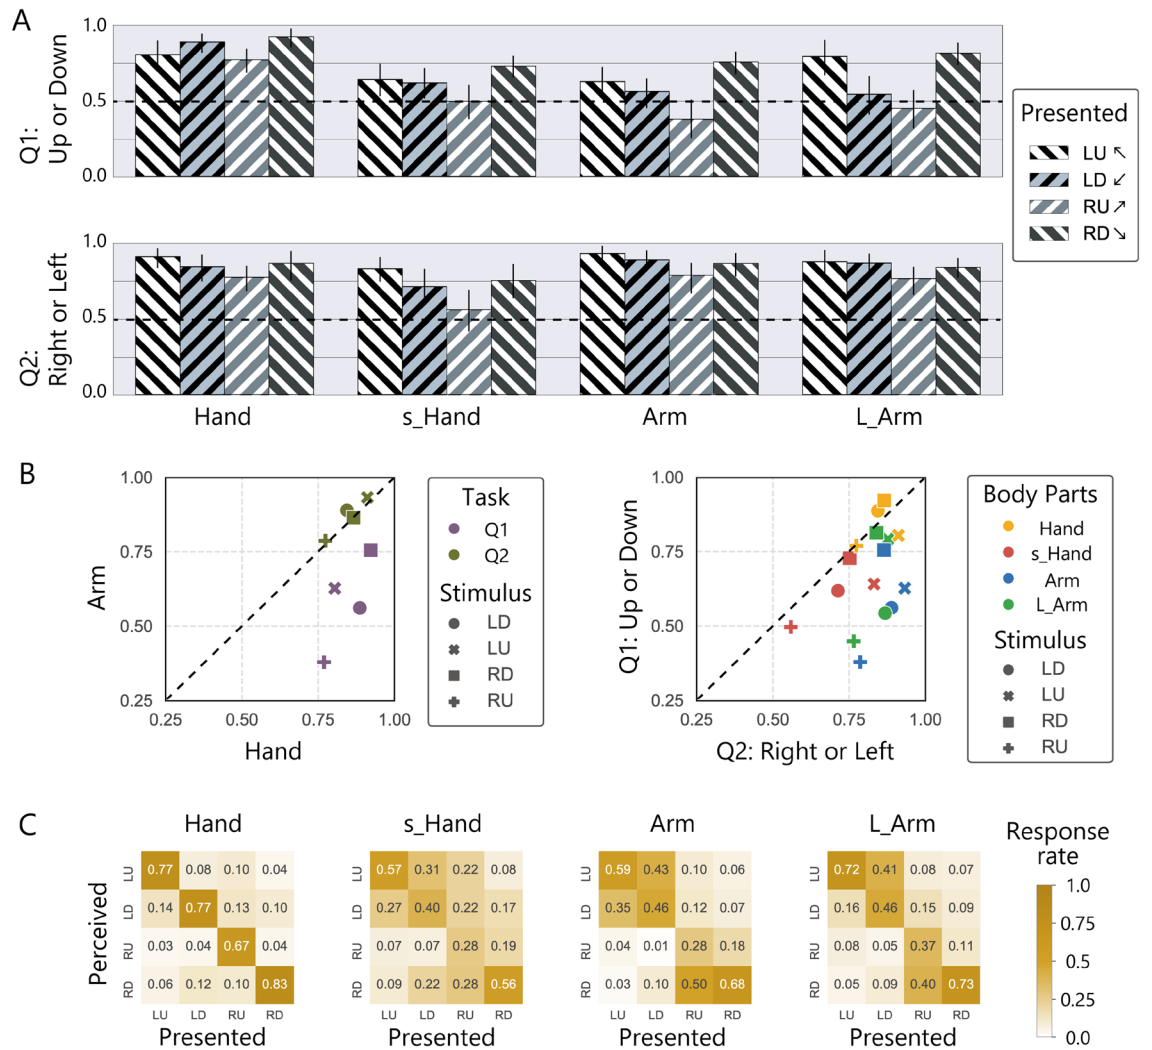 A
Q1:
Up or Down
1.0
0.5
0.0
Q2:
Right or Left
1.0
0.5
0.0
Hand s_Hand Arm L_Arm
Presented
LU ↖
LD ↙
RU ↗
RD ↘
B
Arm
1.00
0.75
0.50
0.25
0.25 0.50 0.75 1.00
Hand
Task
Q1
Q2
Stimulus
LD
LU
RD
RU
Q1: Up or Down
1.00
0.75
0.50
0.25
0.25 0.50 0.75 1.00
Q2: Right or Left
Body Parts
Hand
s_Hand
Arm
L_Arm
Stimulus
LD
LU
RD
RU
C
Perceived
Hand
LU 0.77 0.08 0.10 0.04
LD 0.14 0.77 0.13 0.10
RU 0.03 0.04 0.67 0.04
RD 0.06 0.12 0.10 0.83
LU LD RU RD
Presented
s_Hand
LU 0.57 0.31 0.22 0.08
LD 0.27 0.40 0.22 0.17
RU 0.07 0.07 0.28 0.19
RD 0.09 0.22 0.28 0.56
LU LD RU RD
Presented
Arm
LU 0.59 0.43 0.10 0.06
LD 0.35 0.46 0.12 0.07
RU 0.04 0.01 0.28 0.18
RD 0.03 0.10 0.50 0.68
LU LD RU RD
Presented
L_Arm
LU 0.72 0.41 0.08 0.07
LD 0.16 0.46 0.15 0.09
RU 0.08 0.05 0.37 0.11
RD 0.05 0.09 0.40 0.73
LU LD RU RD
Presented
Response
rate
1.0
0.75
0.5
0.25
0.0